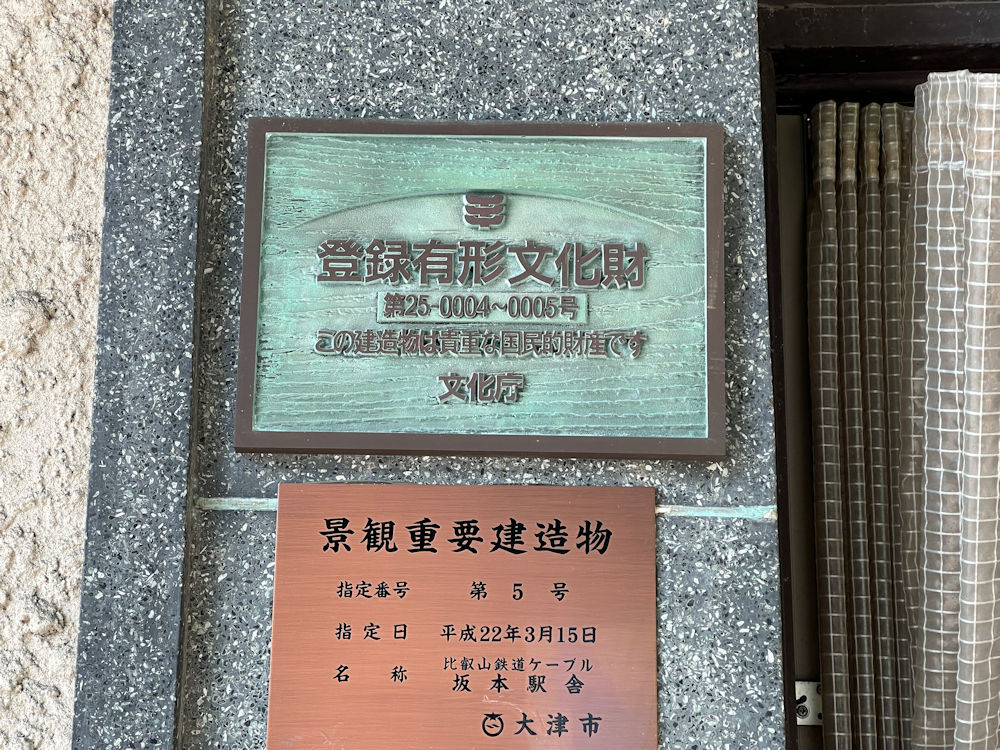 登録有形文化財
第25-0004〜0005号
この建造物は貴重な国民的財産です
文化庁
景観重要建造物
指定番号 第 5 号
指定日 平成22年3月15日
名称 比叡山鉄道ケーブル
坂本駅舎
大津市